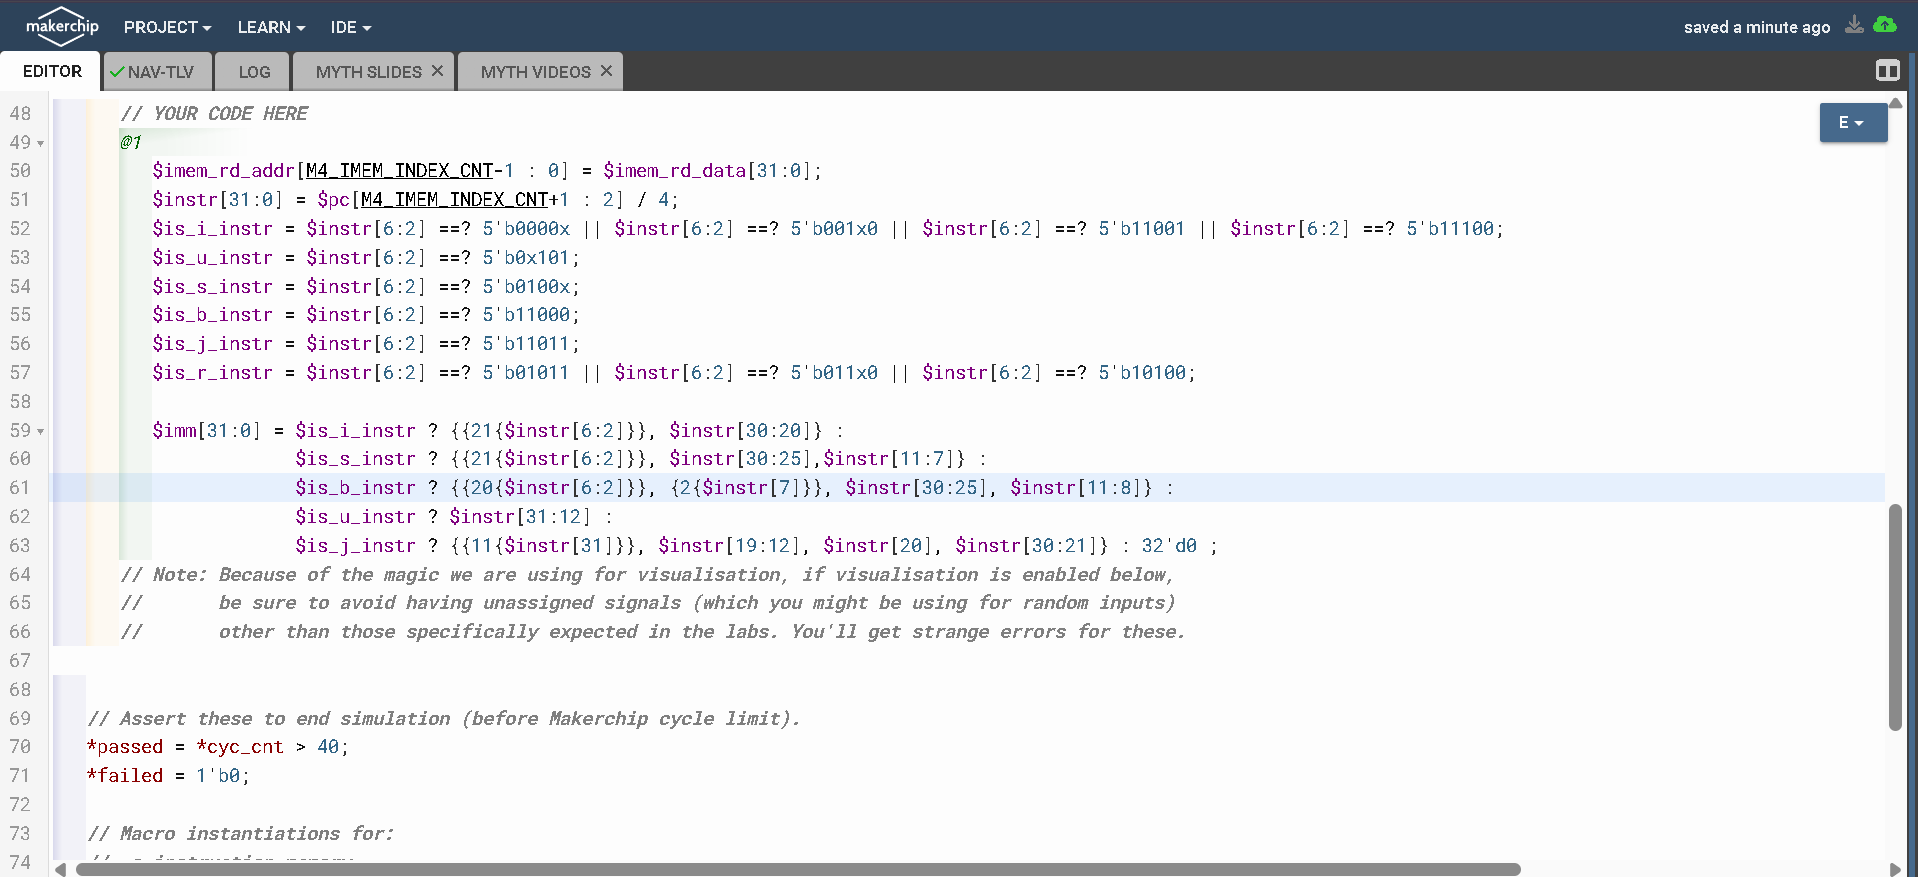 makerchip PROJECT LEARN IDE saved a minute ago
EDITOR NAV-TLV LOG MYTH SLIDES × MYTH VIDEOS ×
E
48 // YOUR CODE HERE
49 @1
50 $imem_rd_addr[M4_IMEM_INDEX_CNT-1 : 0] = $imem_rd_data[31:0];
51 $instr[31:0] = $pc[M4_IMEM_INDEX_CNT+1 : 2] / 4;
52 $is_i_instr = $instr[6:2] ==? 5'b0000x || $instr[6:2] ==? 5'b001x0 || $instr[6:2] ==? 5'b11001 || $instr[6:2] ==? 5'b11100;
53 $is_u_instr = $instr[6:2] ==? 5'b0x101;
54 $is_s_instr = $instr[6:2] ==? 5'b0100x;
55 $is_b_instr = $instr[6:2] ==? 5'b11000;
56 $is_j_instr = $instr[6:2] ==? 5'b11011;
57 $is_r_instr = $instr[6:2] ==? 5'b01011 || $instr[6:2] ==? 5'b011x0 || $instr[6:2] ==? 5'b10100;
58
59 $imm[31:0] = $is_i_instr ? {{21{$instr[6:2]}}, $instr[30:20]} :
60 $is_s_instr ? {{21{$instr[6:2]}}, $instr[30:25],$instr[11:7]} :
61 $is_b_instr ? {{20{$instr[6:2]}}, {2{$instr[7]}}, $instr[30:25], $instr[11:8]} :
62 $is_u_instr ? $instr[31:12] :
63 $is_j_instr ? {{11{$instr[31]}}, $instr[19:12], $instr[20], $instr[30:21]} : 32'd0 ;
64 // Note: Because of the magic we are using for visualisation, if visualisation is enabled below,
65 // be sure to avoid having unassigned signals (which you might be using for random inputs)
66 // other than those specifically expected in the labs. You'll get strange errors for these.
67
68
69 // Assert these to end simulation (before Makerchip cycle limit).
70 *passed = *cyc_cnt > 40;
71 *failed = 1'b0;
72
73 // Macro instantiations for:
74 //